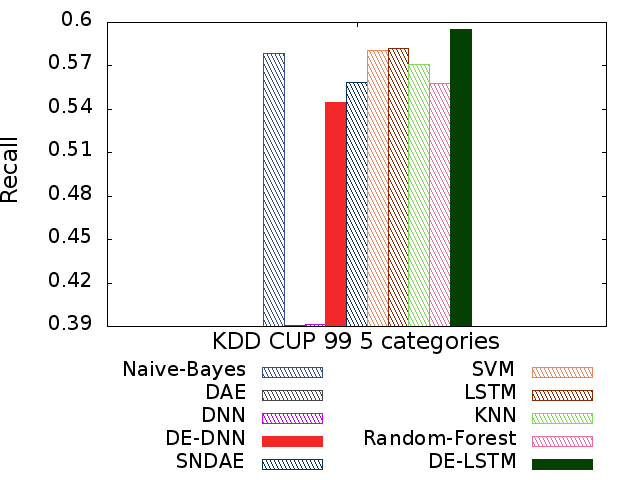 0.6
0.57
0.54
0.51
0.48
0.45
0.42
0.39
Recall
KDD CUP 99 5 categories
Naive-Bayes
DAE
DNN
DE-DNN
SNDAE
SVM
LSTM
KNN
Random-Forest
DE-LSTM